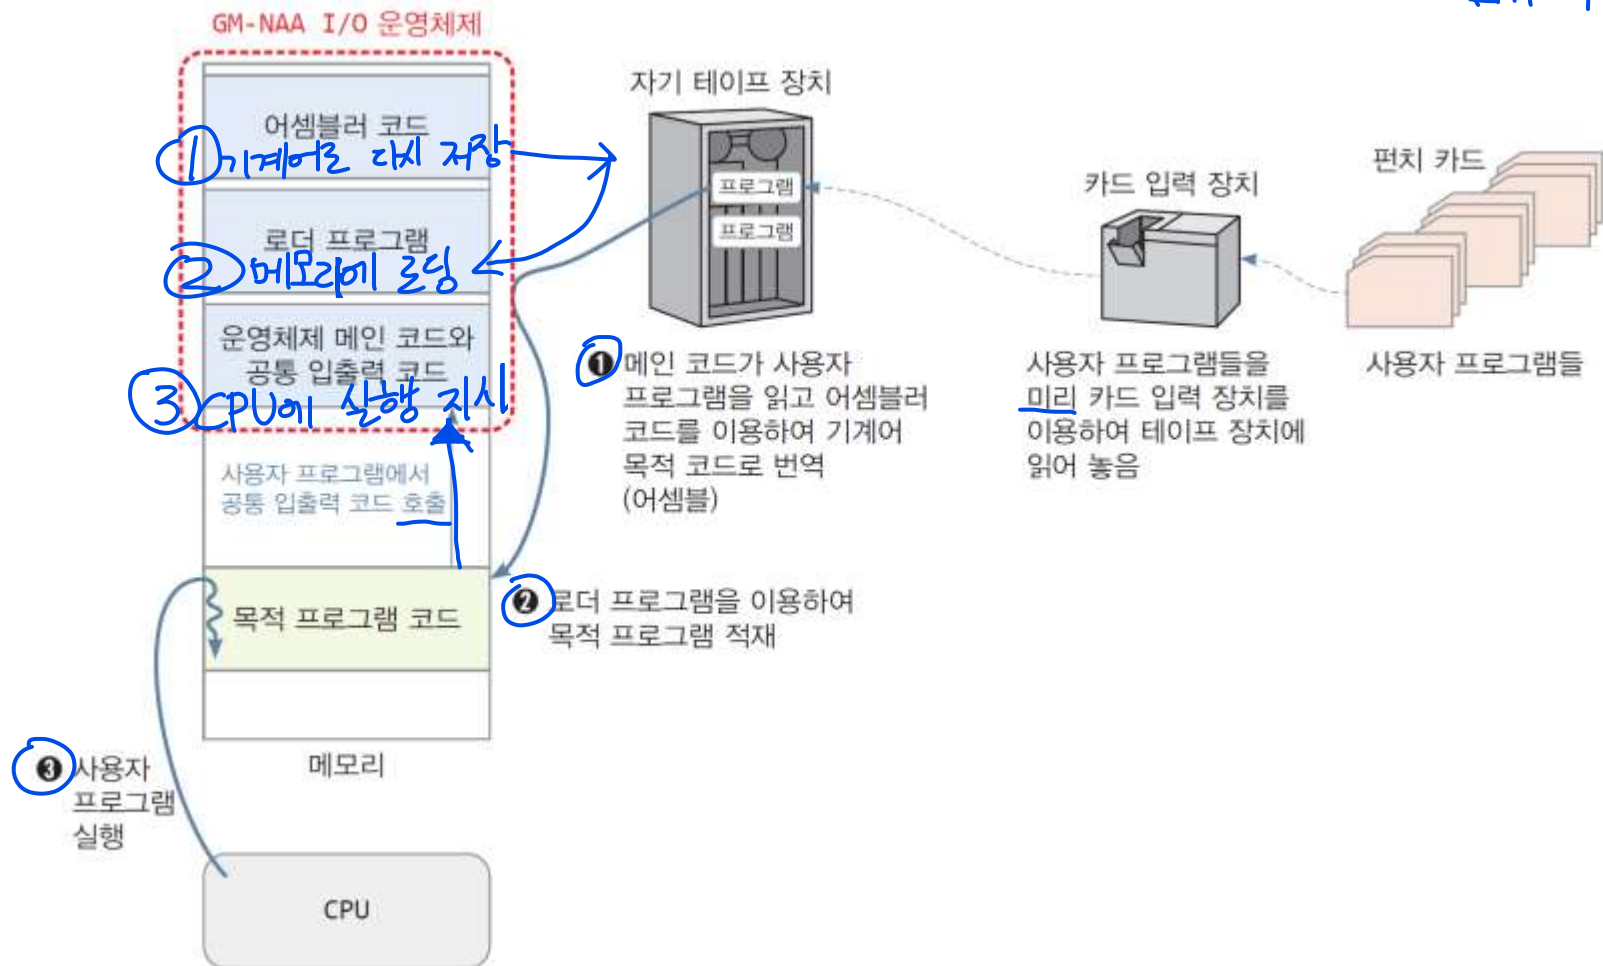 GM-NAA I/O 운영체제
어셈블러 코드
① 기계어로 다시 저장
로더 프로그램
② 메모리에 로딩
운영체제 메인 코드와
공통 입출력 코드
③ CPU에 실행 지시
사용자 프로그램에서
공통 입출력 코드 호출
목적 프로그램 코드
메모리
❸ 사용자
프로그램
실행
CPU
자기 테이프 장치
프로그램
프로그램
❶ 메인 코드가 사용자
프로그램을 읽고 어셈블러
코드를 이용하여 기계어
목적 코드로 번역
(어셈블)
❷ 로더 프로그램을 이용하여
목적 프로그램 적재
카드 입력 장치
사용자 프로그램들을
미리 카드 입력 장치를
이용하여 테이프 장치에
읽어 놓음
펀치 카드
사용자 프로그램들